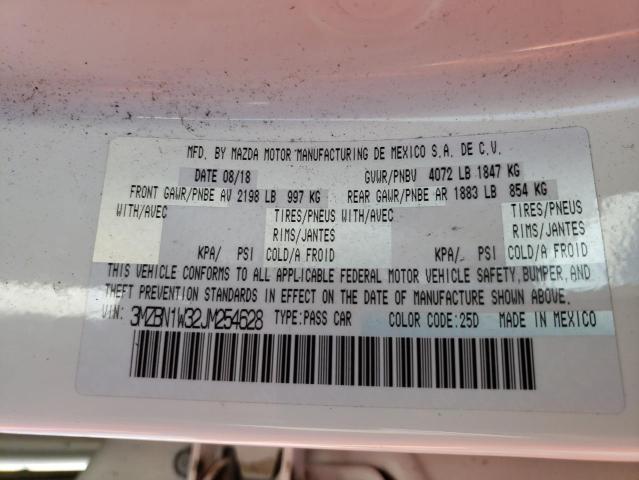 MFD. BY MAZDA MOTOR MANUFACTURING DE MEXICO S.A. DE C.V.
DATE 08/18 GVWR/PNBV 4072 LB 1847 KG
FRONT GAWR/PNBE AV 2198 LB 997 KG REAR GAWR/PNBE AR 1883 LB 854 KG
WITH/AVEC TIRES/PNEUS WITH/AVEC TIRES/PNEUS
RIMS/JANTES RIMS/JANTES
KPA/ PSI COLD/A FROID KPA/ PSI COLD/A FROID
THIS VEHICLE CONFORMS TO ALL APPLICABLE FEDERAL MOTOR VEHICLE SAFETY, BUMPER, AND
THEFT PREVENTION STANDARDS IN EFFECT ON THE DATE OF MANUFACTURE SHOWN ABOVE.
VIN: 3MZBN1W32JM254628 TYPE:PASS CAR COLOR CODE:25D MADE IN MEXICO